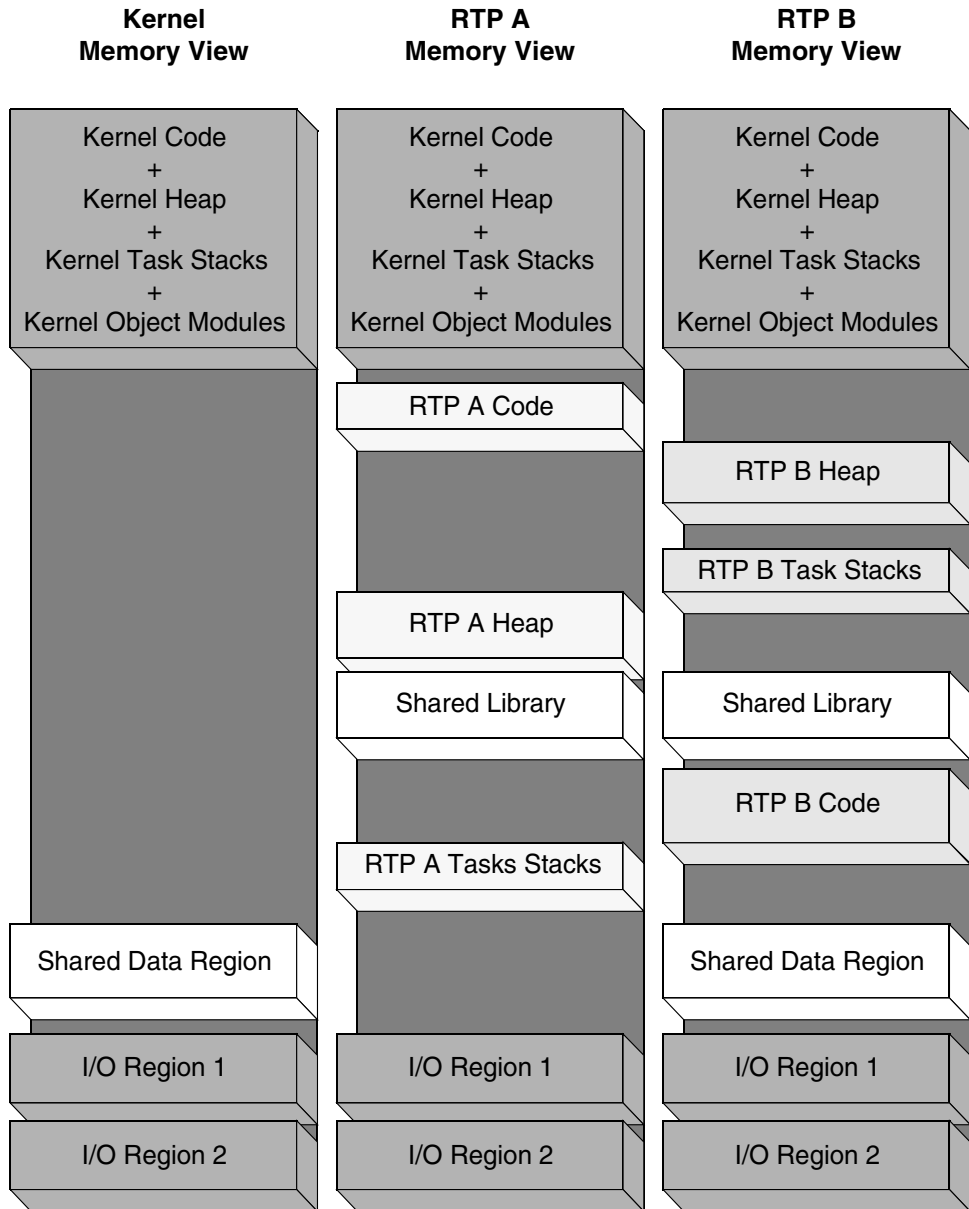 Kernel
Memory View
RTP A
Memory View
RTP B
Memory View
Kernel Code
+
Kernel Heap
+
Kernel Task Stacks
+
Kernel Object Modules
Shared Data Region
I/O Region 1
I/O Region 2
Kernel Code
+
Kernel Heap
+
Kernel Task Stacks
+
Kernel Object Modules
RTP A Code
RTP A Heap
Shared Library
RTP A Tasks Stacks
I/O Region 1
I/O Region 2
Kernel Code
+
Kernel Heap
+
Kernel Task Stacks
+
Kernel Object Modules
RTP B Heap
RTP B Task Stacks
Shared Library
RTP B Code
Shared Data Region
I/O Region 1
I/O Region 2